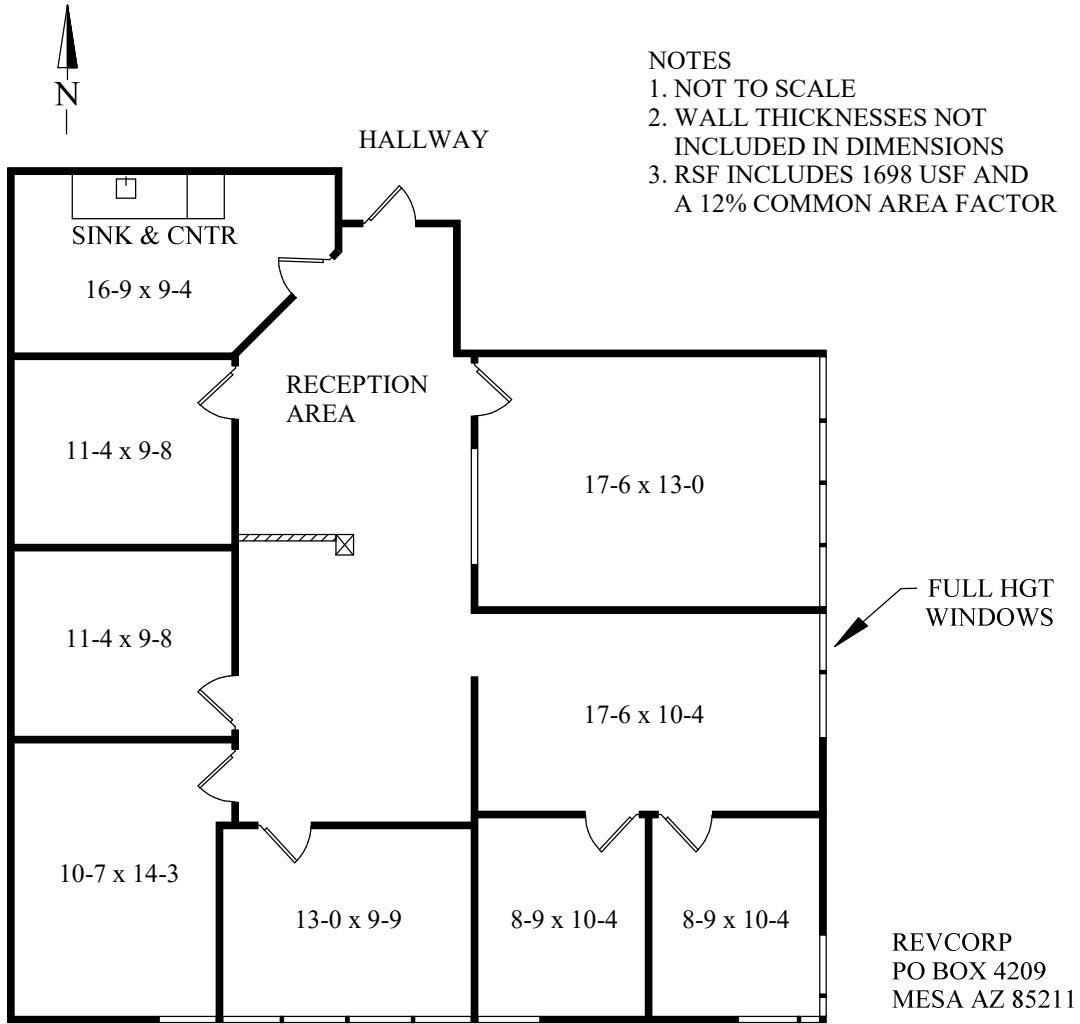 N
HALLWAY
NOTES
1. NOT TO SCALE
2. WALL THICKNESSES NOT
INCLUDED IN DIMENSIONS
3. RSF INCLUDES 1698 USF AND
A 12% COMMON AREA FACTOR
SINK & CNTR
16-9 x 9-4
RECEPTION
AREA
11-4 x 9-8
17-6 x 13-0
FULL HGT
WINDOWS
11-4 x 9-8
17-6 x 10-4
10-7 x 14-3
13-0 x 9-9
8-9 x 10-4
8-9 x 10-4
REVCORP
PO BOX 4209
MESA AZ 85211